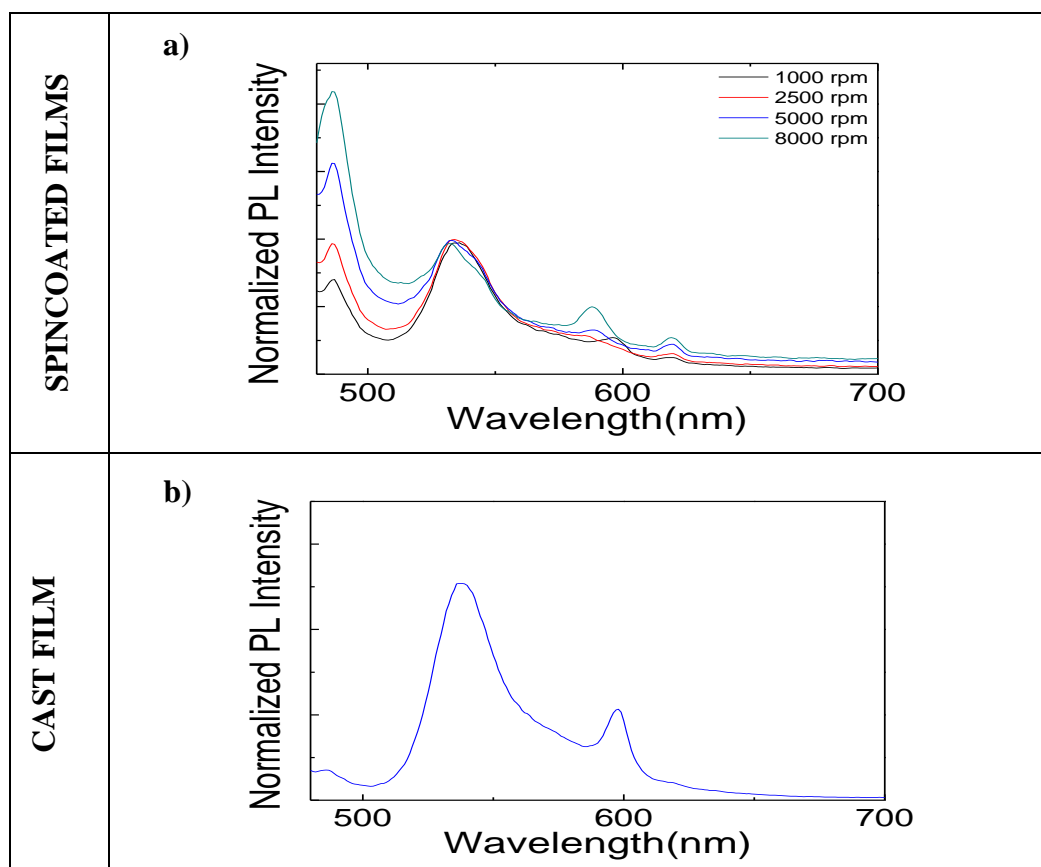 SPINCOATED FILMS
a)
Normalized PL Intensity
1000 rpm
2500 rpm
5000 rpm
8000 rpm
500
600
700
Wavelength(nm)
CAST FILM
b)
Normalized PL Intensity
500
600
700
Wavelength(nm)